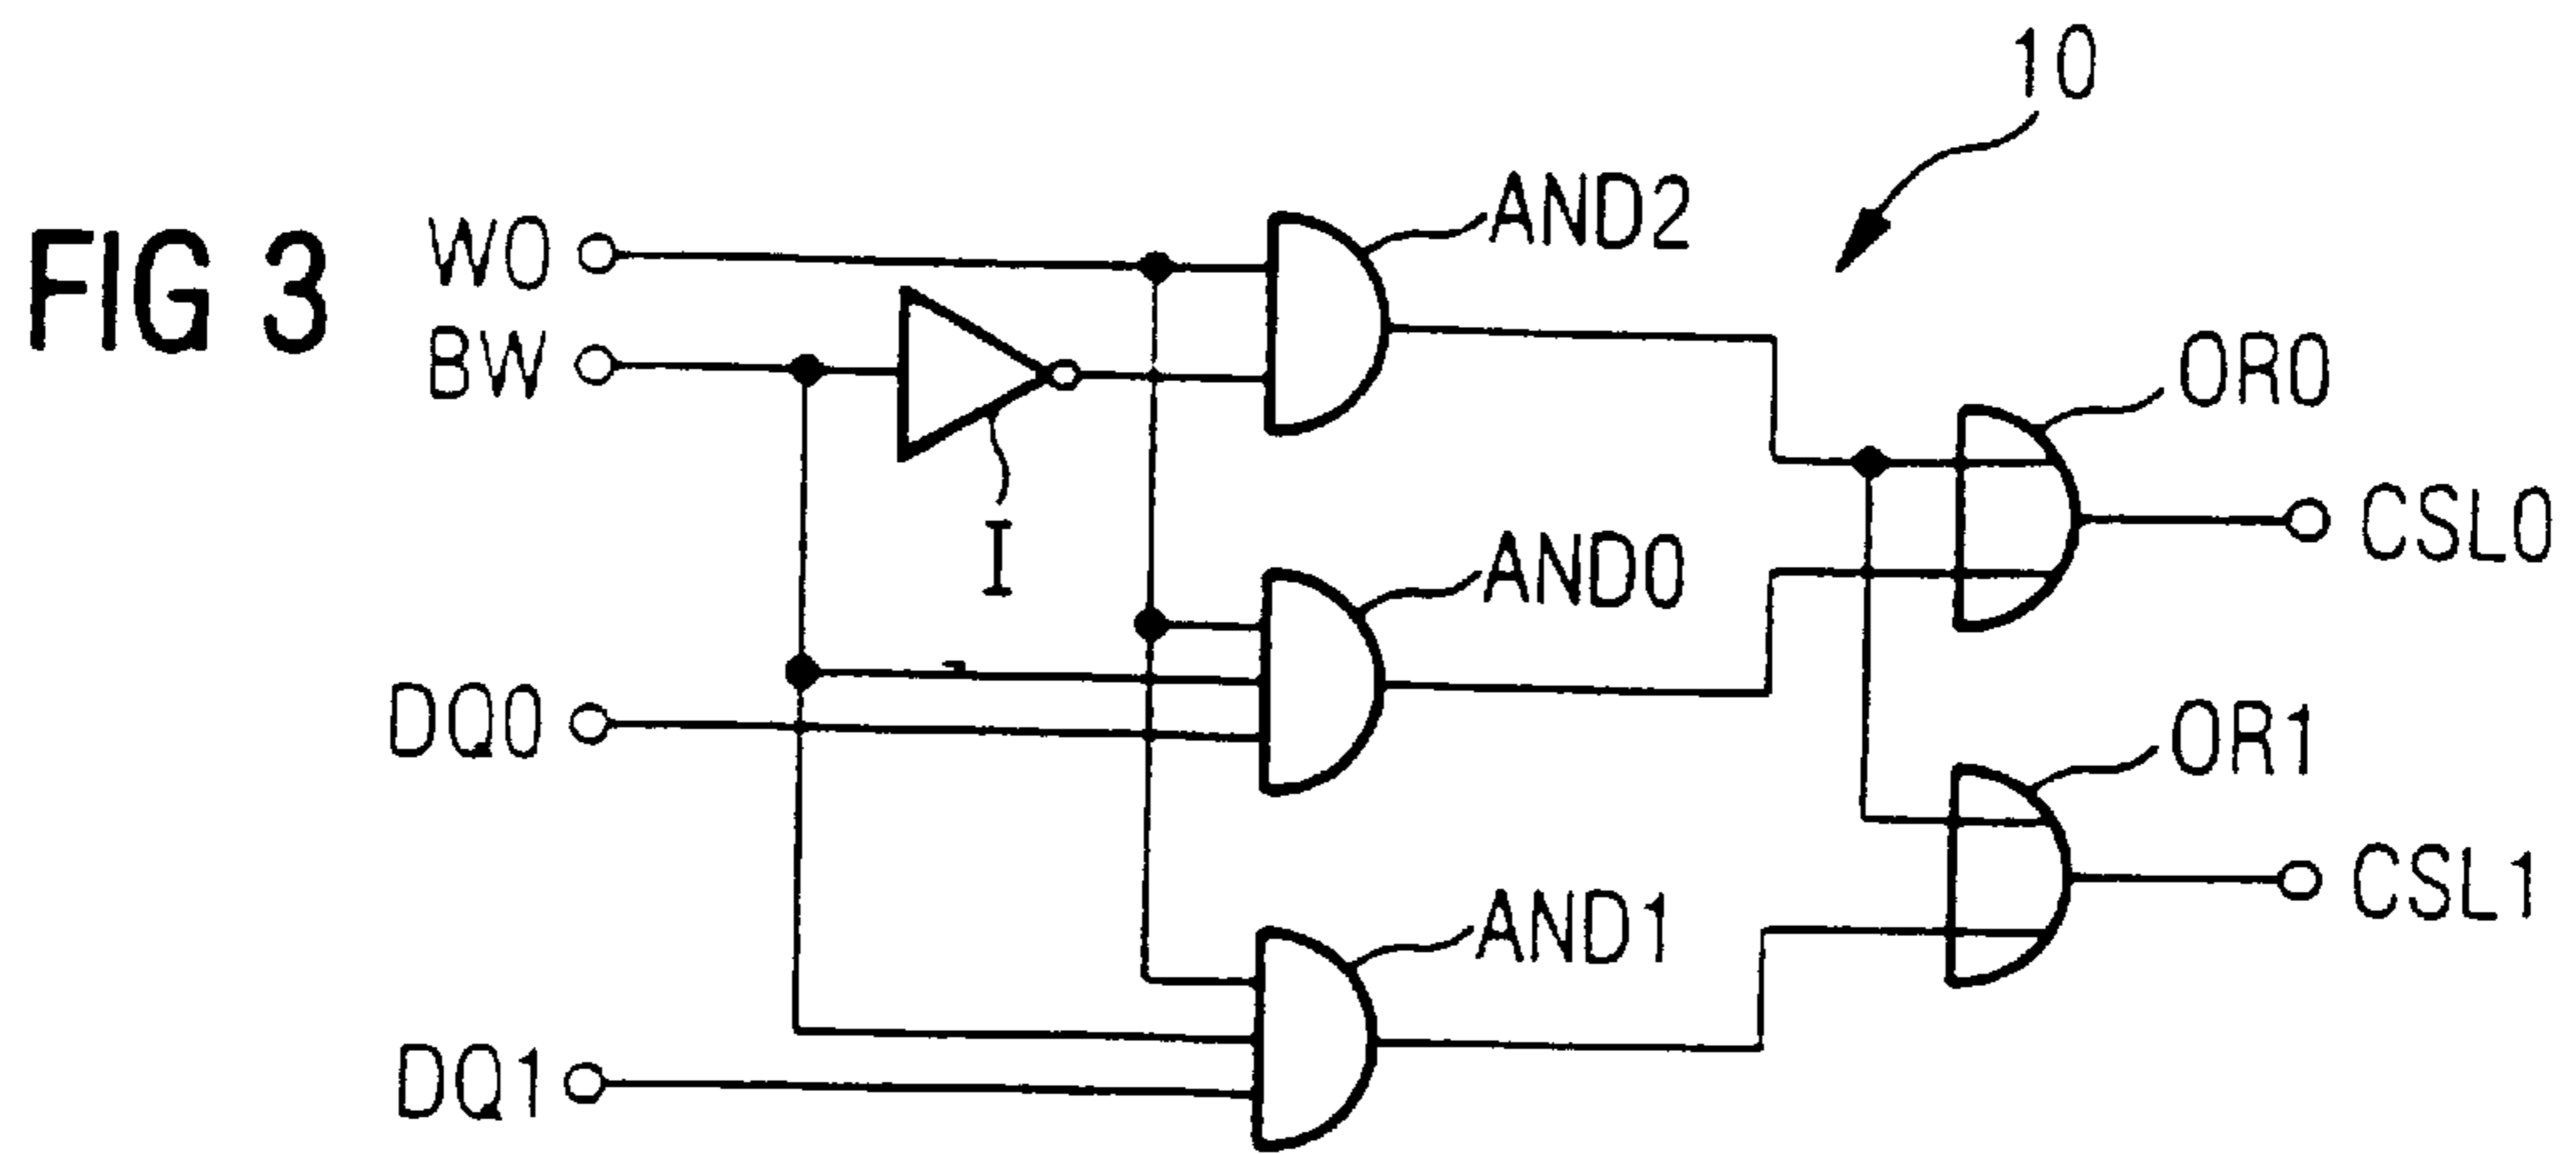 10
FIG 3
W0
AND2
BW
OR0
I
CSL0
AND0
DQ0
OR1
CSL1
AND1
DQ1